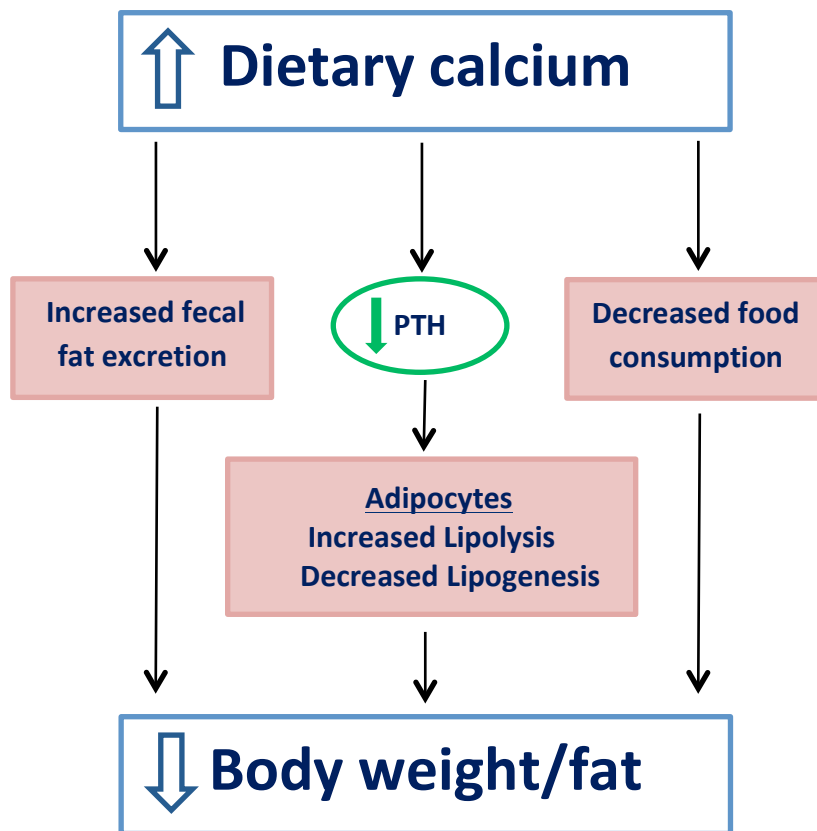 Dietary calcium
Increased fecal
fat excretion
PTH
Decreased food
consumption
Adipocytes
Increased Lipolysis
Decreased Lipogenesis
Body weight/fat